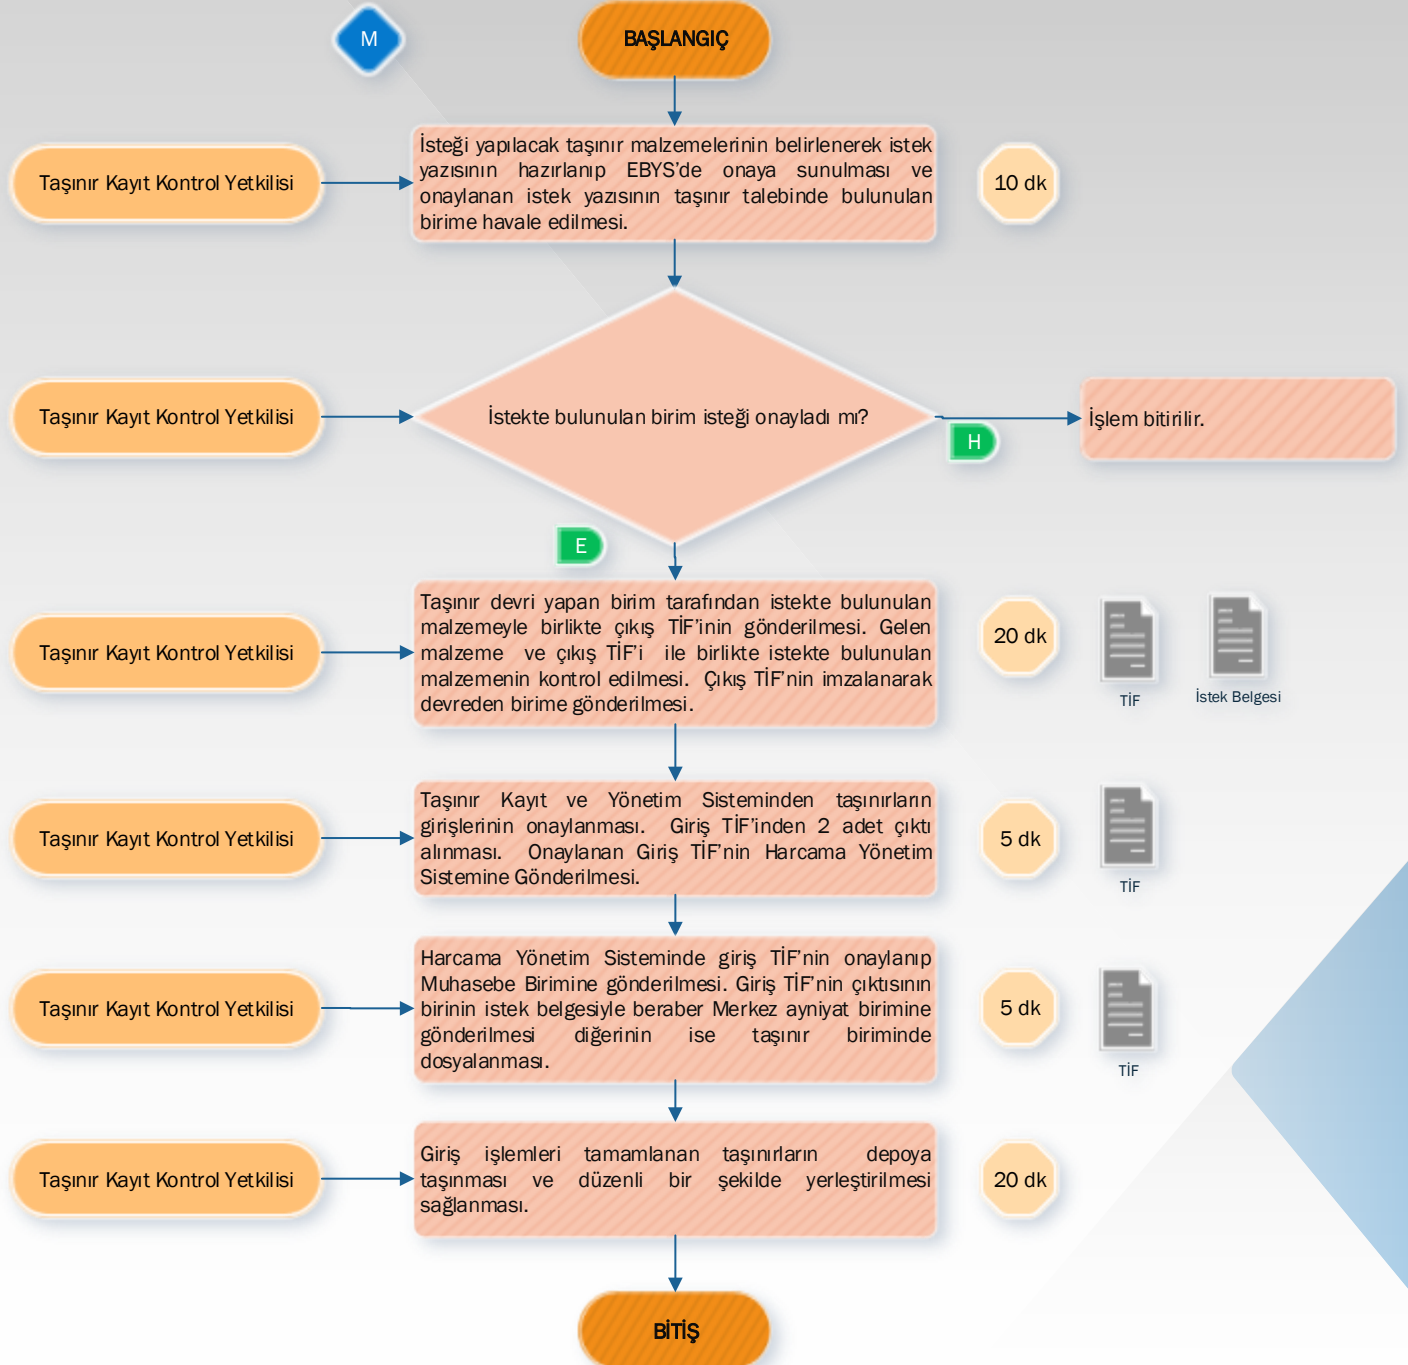 M
BAŞLANGIÇ
Taşınır Kayıt Kontrol Yetkilisi
İsteği yapılacak taşınır malzemelerinin belirlenerek istek
yazısının hazırlanıp EBYS’de onaya sunulması ve
onaylanan istek yazısının taşınır talebinde bulunulan
birime havale edilmesi.
10 dk
Taşınır Kayıt Kontrol Yetkilisi
İstekte bulunulan birim isteği onayladı mı?
H
İşlem bitirilir.
E
Taşınır Kayıt Kontrol Yetkilisi
Taşınır devri yapan birim tarafından istekte bulunulan
malzemeyle birlikte çıkış TİF’inin gönderilmesi. Gelen
malzeme ve çıkış TİF’i ile birlikte istekte bulunulan
malzemenin kontrol edilmesi. Çıkış TİF’nin imzalanarak
devreden birime gönderilmesi.
20 dk
TİF
İstek Belgesi
Taşınır Kayıt Kontrol Yetkilisi
Taşınır Kayıt ve Yönetim Sisteminden taşınırların
girişlerinin onaylanması. Giriş TİF’inden 2 adet çıktı
alınması. Onaylanan Giriş TİF’nin Harcama Yönetim
Sistemine Gönderilmesi.
5 dk
TİF
Taşınır Kayıt Kontrol Yetkilisi
Harcama Yönetim Sisteminde giriş TİF’nin onaylanıp
Muhasebe Birimine gönderilmesi. Giriş TİF’nin çıktısının
birinin istek belgesiyle beraber Merkez ayniyat birimine
gönderilmesi diğerinin ise taşınır biriminde
dosyalanması.
5 dk
TİF
Taşınır Kayıt Kontrol Yetkilisi
Giriş işlemleri tamamlanan taşınırların depoya
taşınması ve düzenli bir şekilde yerleştirilmesi
sağlanması.
20 dk
BİTİŞ